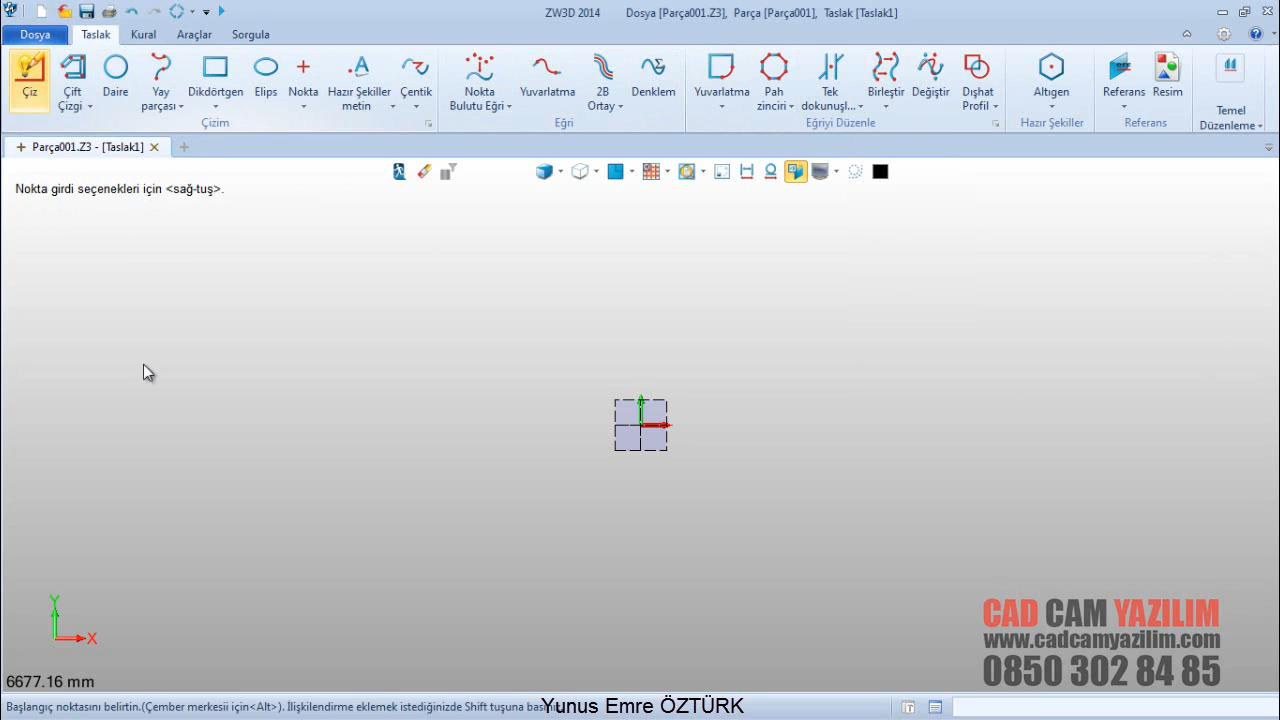 ZW3D 2014 Dosya [Parça001.Z3], Parça [Parça001], Taslak [Taslak1]
Dosya Taslak Kural Araçlar Sorgula
Çiz
Çift Çizgi
Daire
Yay parçası
Dikdörtgen
Elips
Nokta
Hazır Şekiller metin
Çentik
Nokta Bulutu Eğri
Yuvarlatma
2B Ortay
Denklem
Yuvarlatma
Pah zinciri
Tek dokunuşl...
Birleştir
Değiştir
Dışhat Profil
Altıgen
Referans
Resim
Temel Düzenleme
Çizim Eğri Eğriyi Düzenle Hazır Şekiller Referans
Parça001.Z3 - [Taslak1]
Nokta girdi seçenekleri için <sağ-tuş>.
Y
X
6677.16 mm
CAD CAM YAZILIM
www.cadcamyazilim.com
0850 302 84 85
Başlangıç noktasını belirtin.(Çember merkesii için<Alt>). İlişkilendirme eklemek istediğinizde Shift tuşuna basın
Yunus Emre ÖZTÜRK